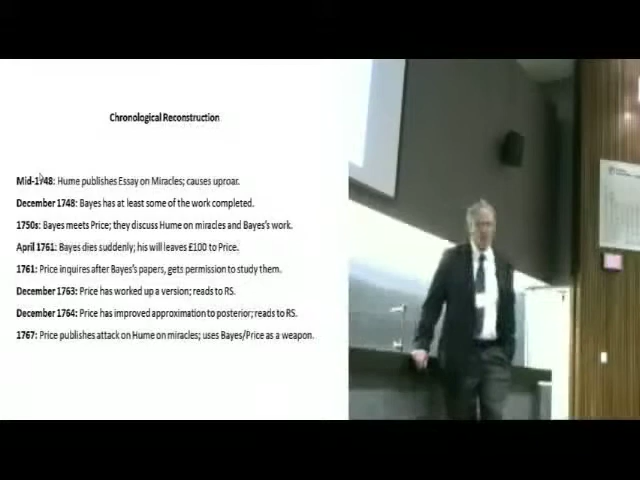 Chronological Reconstruction
Mid-1748: Hume publishes Essay on Miracles; causes uproar.
December 1748: Bayes has at least some of the work completed.
1750s: Bayes meets Price; they discuss Hume on miracles and Bayes's work.
April 1761: Bayes dies suddenly; his will leaves £100 to Price.
1761: Price inquires after Bayes's papers, gets permission to study them.
December 1763: Price has worked up a version; reads to RS.
December 1764: Price has improved approximation to posterior; reads to RS.
1767: Price publishes attack on Hume on miracles; uses Bayes/Price as a weapon.